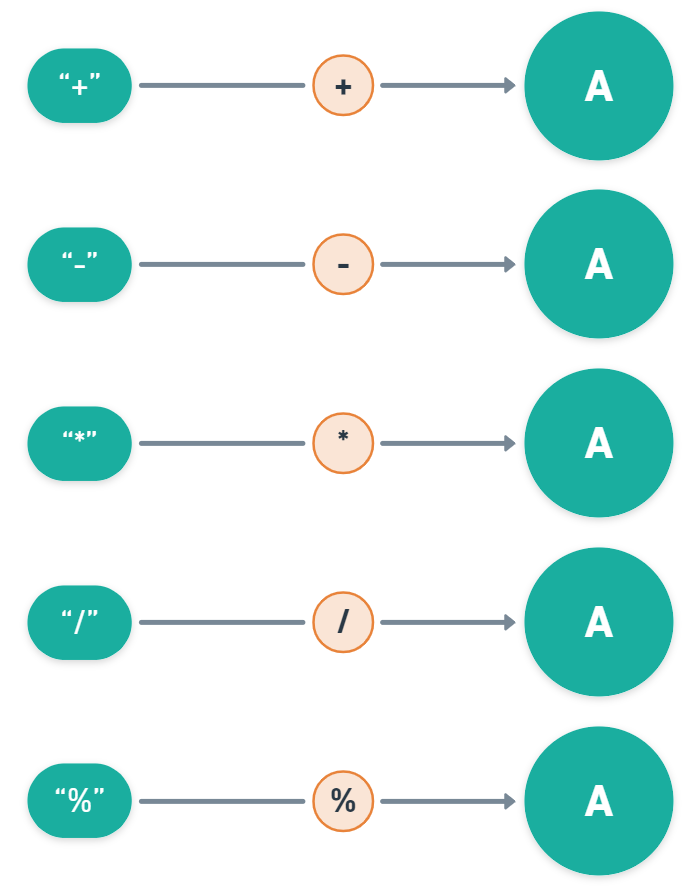 “+” + A
“-” - A
“*” * A
“/” / A
“%” % A